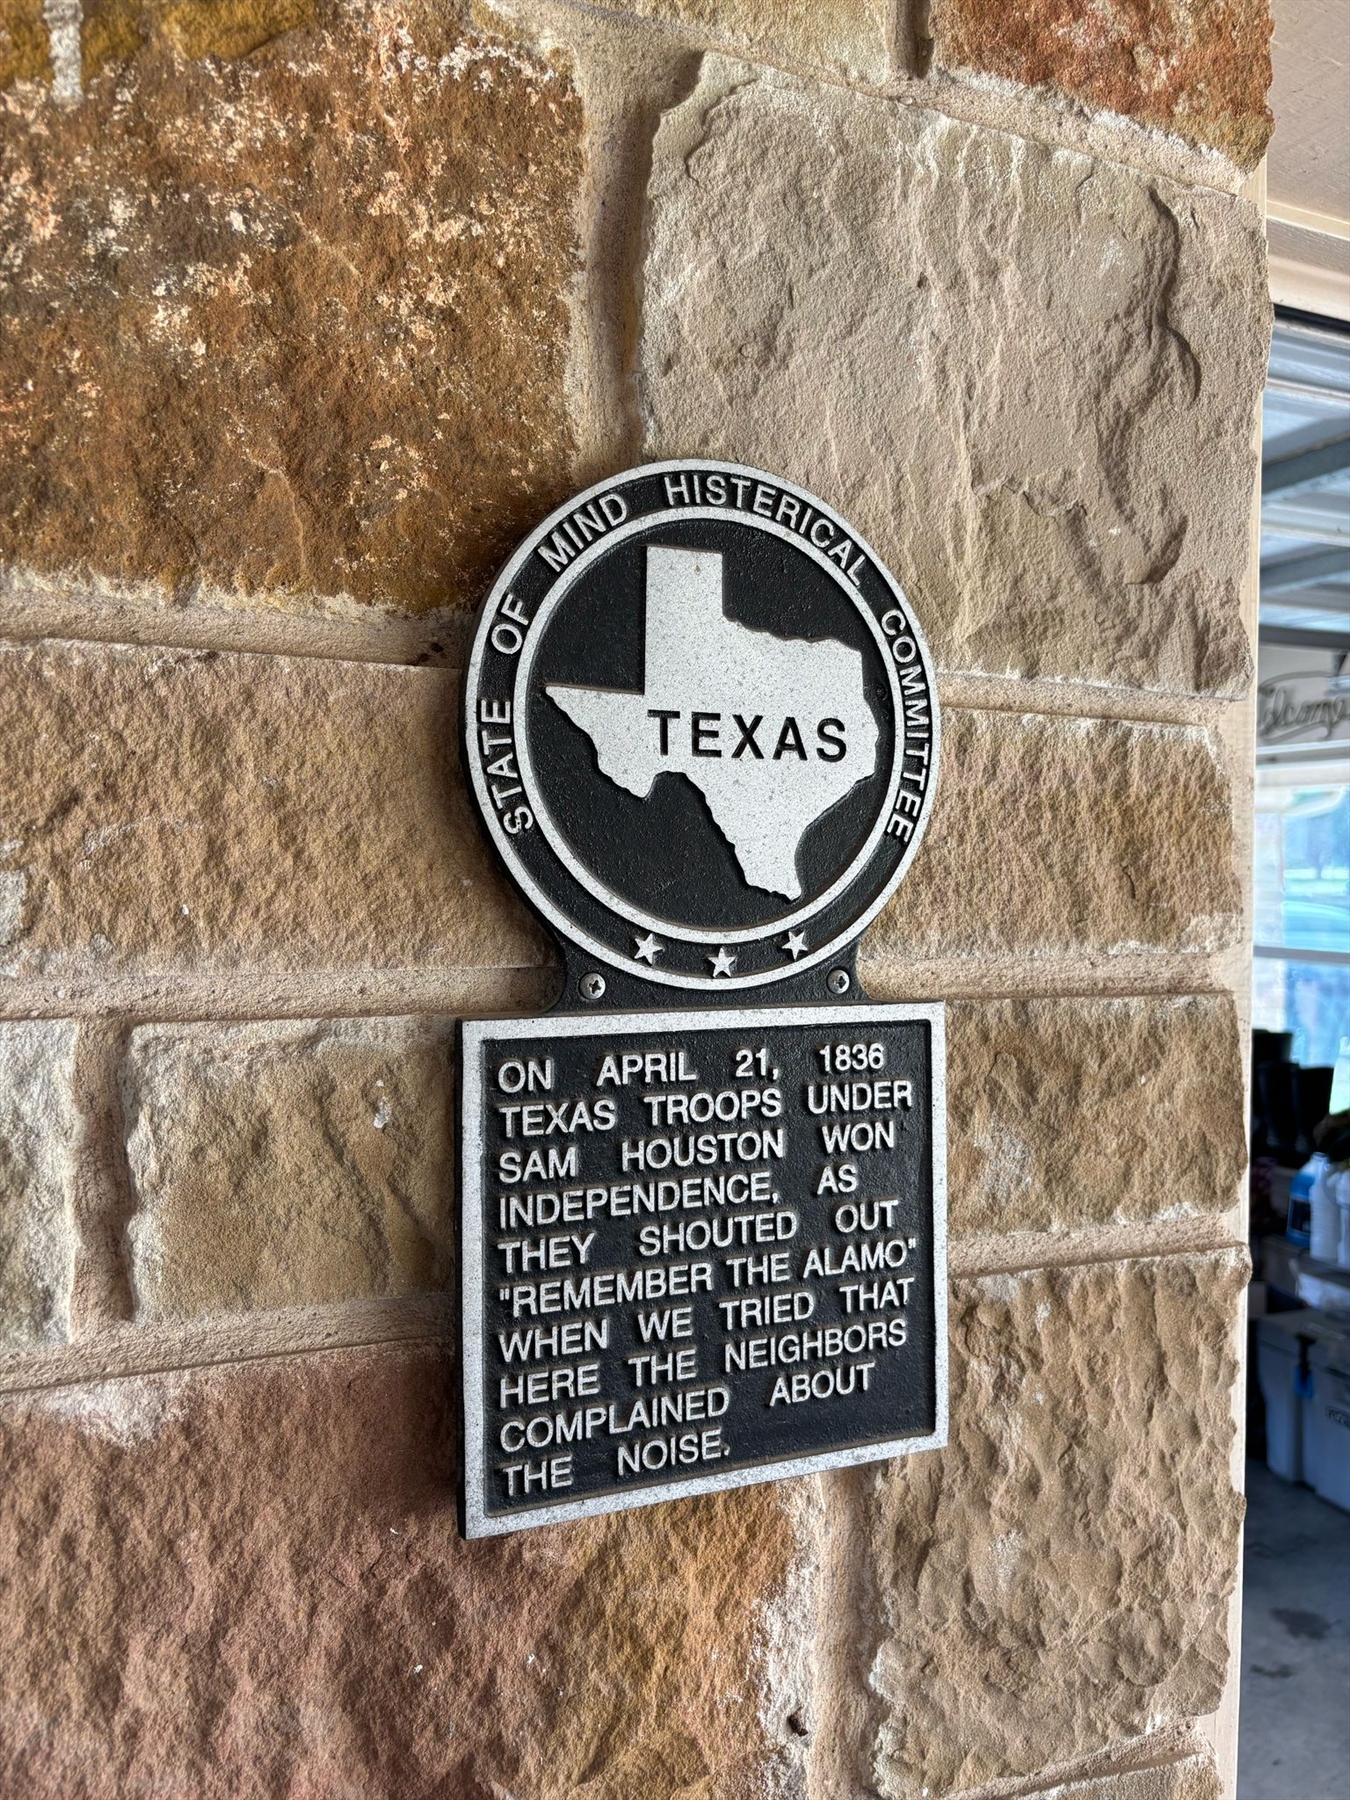 STATE OF MIND HISTERICAL COMMITTEE
TEXAS
ON APRIL 21, 1836
TEXAS TROOPS UNDER
SAM HOUSTON WON
INDEPENDENCE, AS
THEY SHOUTED OUT
"REMEMBER THE ALAMO"
WHEN WE TRIED THAT
HERE THE NEIGHBORS
COMPLAINED ABOUT
THE NOISE.